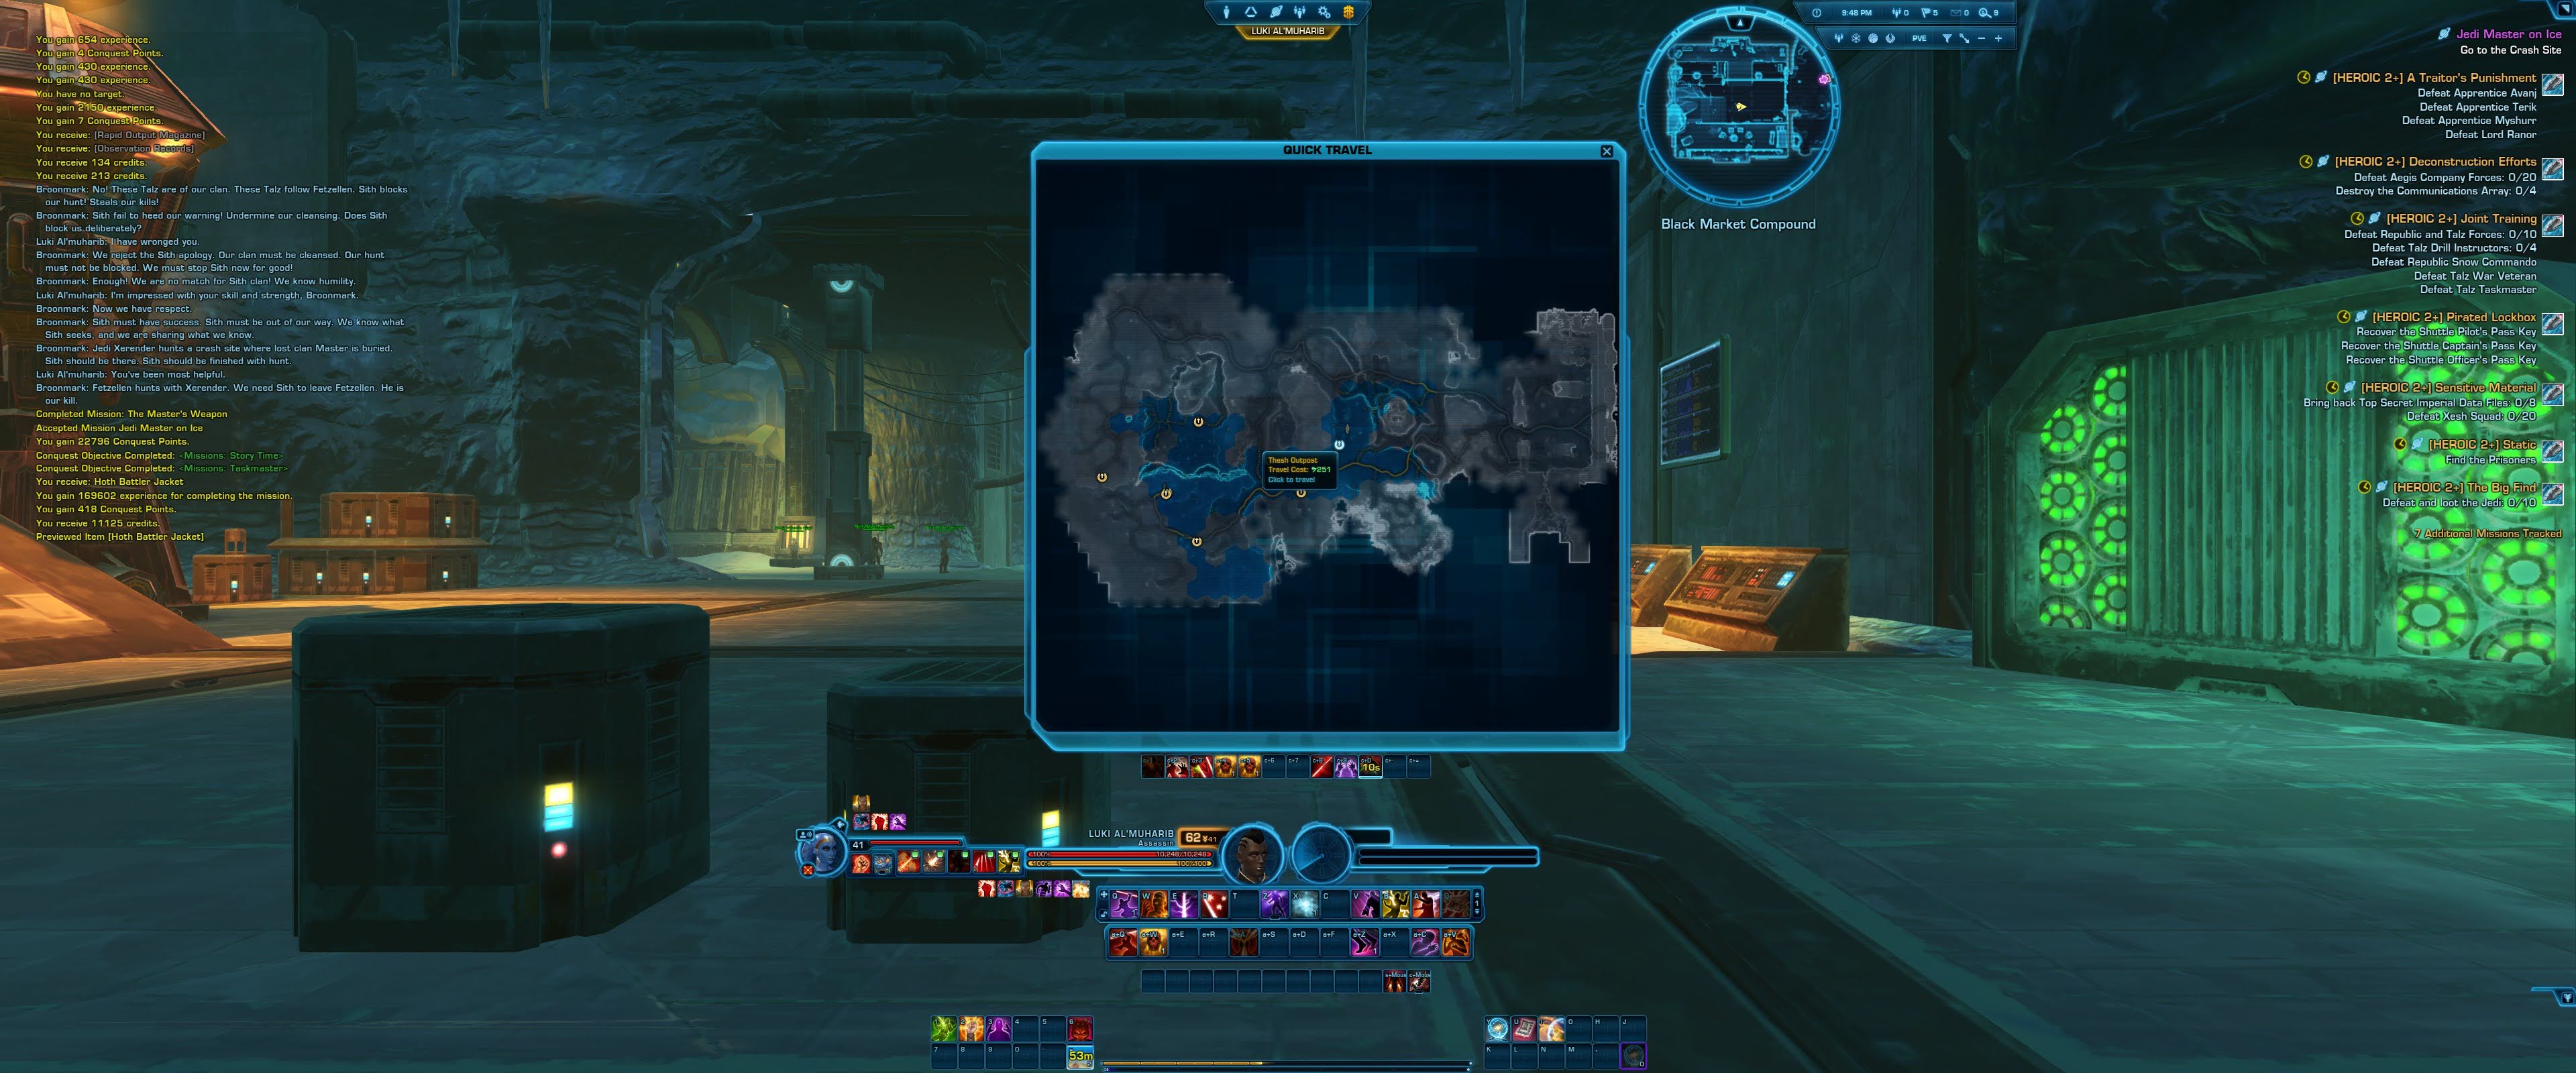 You gain 654 experience.
You gain 4 Conquest Points.
You gain 430 experience.
You gain 430 experience.
You have no target.
You gain 2150 experience.
You gain 7 Conquest Points.
You receive: [Rapid Output Magazine]
You receive: [Observation Records]
You receive 134 credits.
You receive 213 credits.
Broonmark: No! These Talz are of our clan. These Talz follow Fetzellen. Sith blocks
our hunt! Steals our kills!
Broonmark: Sith fail to heed our warning! Undermine our cleansing. Does Sith
block us deliberately?
Luki Al'muharib: I have wronged you.
Broonmark: We reject the Sith apology. Our clan must be cleansed. Our hunt
must not be blocked. We must stop Sith now for good!
Broonmark: Enough! We are no match for Sith clan! We know humility.
Luki Al'muharib: I'm impressed with your skill and strength, Broonmark.
Broonmark: Now we have respect.
Broonmark: Sith must have success. Sith must be out of our way. We know what
Sith seeks, and we are sharing what we know.
Broonmark: Jedi Xerender hunts a crash site where lost clan Master is buried.
Sith should be there. Sith should be finished with hunt.
Luki Al'muharib: You've been most helpful.
Broonmark: Fetzellen hunts with Xerender. We need Sith to leave Fetzellen. He is
our kill.
Completed Mission: The Master's Weapon
Accepted Mission Jedi Master on Ice
You gain 22796 Conquest Points.
Conquest Objective Completed: <Missions: Story Time>
Conquest Objective Completed: <Missions: Taskmaster>
You receive: Hoth Battler Jacket
You gain 169602 experience for completing the mission.
You gain 418 Conquest Points.
You receive 11125 credits.
Previewed Item [Hoth Battler Jacket]
LUKI AL'MUHARIB
QUICK TRAVEL
Thesh Outpost
Travel Cost: 251
Click to travel
9:48 PM 0 5 0 9
PVE
Black Market Compound
Jedi Master on Ice
Go to the Crash Site
[HEROIC 2+] A Traitor's Punishment
Defeat Apprentice Avanj
Defeat Apprentice Terik
Defeat Apprentice Myshurr
Defeat Lord Ranor
[HEROIC 2+] Deconstruction Efforts
Defeat Aegis Company Forces: 0/20
Destroy the Communications Array: 0/4
[HEROIC 2+] Joint Training
Defeat Republic and Talz Forces: 0/10
Defeat Talz Drill Instructors: 0/4
Defeat Republic Snow Commando
Defeat Talz War Veteran
Defeat Talz Taskmaster
[HEROIC 2+] Pirated Lockbox
Recover the Shuttle Pilot's Pass Key
Recover the Shuttle Captain's Pass Key
Recover the Shuttle Officer's Pass Key
[HEROIC 2+] Sensitive Material
Bring back Top Secret Imperial Data Files: 0/8
Defeat Xesh Squad: 0/20
[HEROIC 2+] Static
Find the Prisoners
[HEROIC 2+] The Big Find
Defeat and loot the Jedi: 0/10
7 Additional Missions Tracked
10s
LUKI AL'MUHARIB
Assassin
62 41
41
100% 10,248/10,248
100% 100/100
Q W E R T Z X C V A
a+Q a+W a+E a+R a+A a+S a+D a+F a+Z a+X a+C a+V
53m